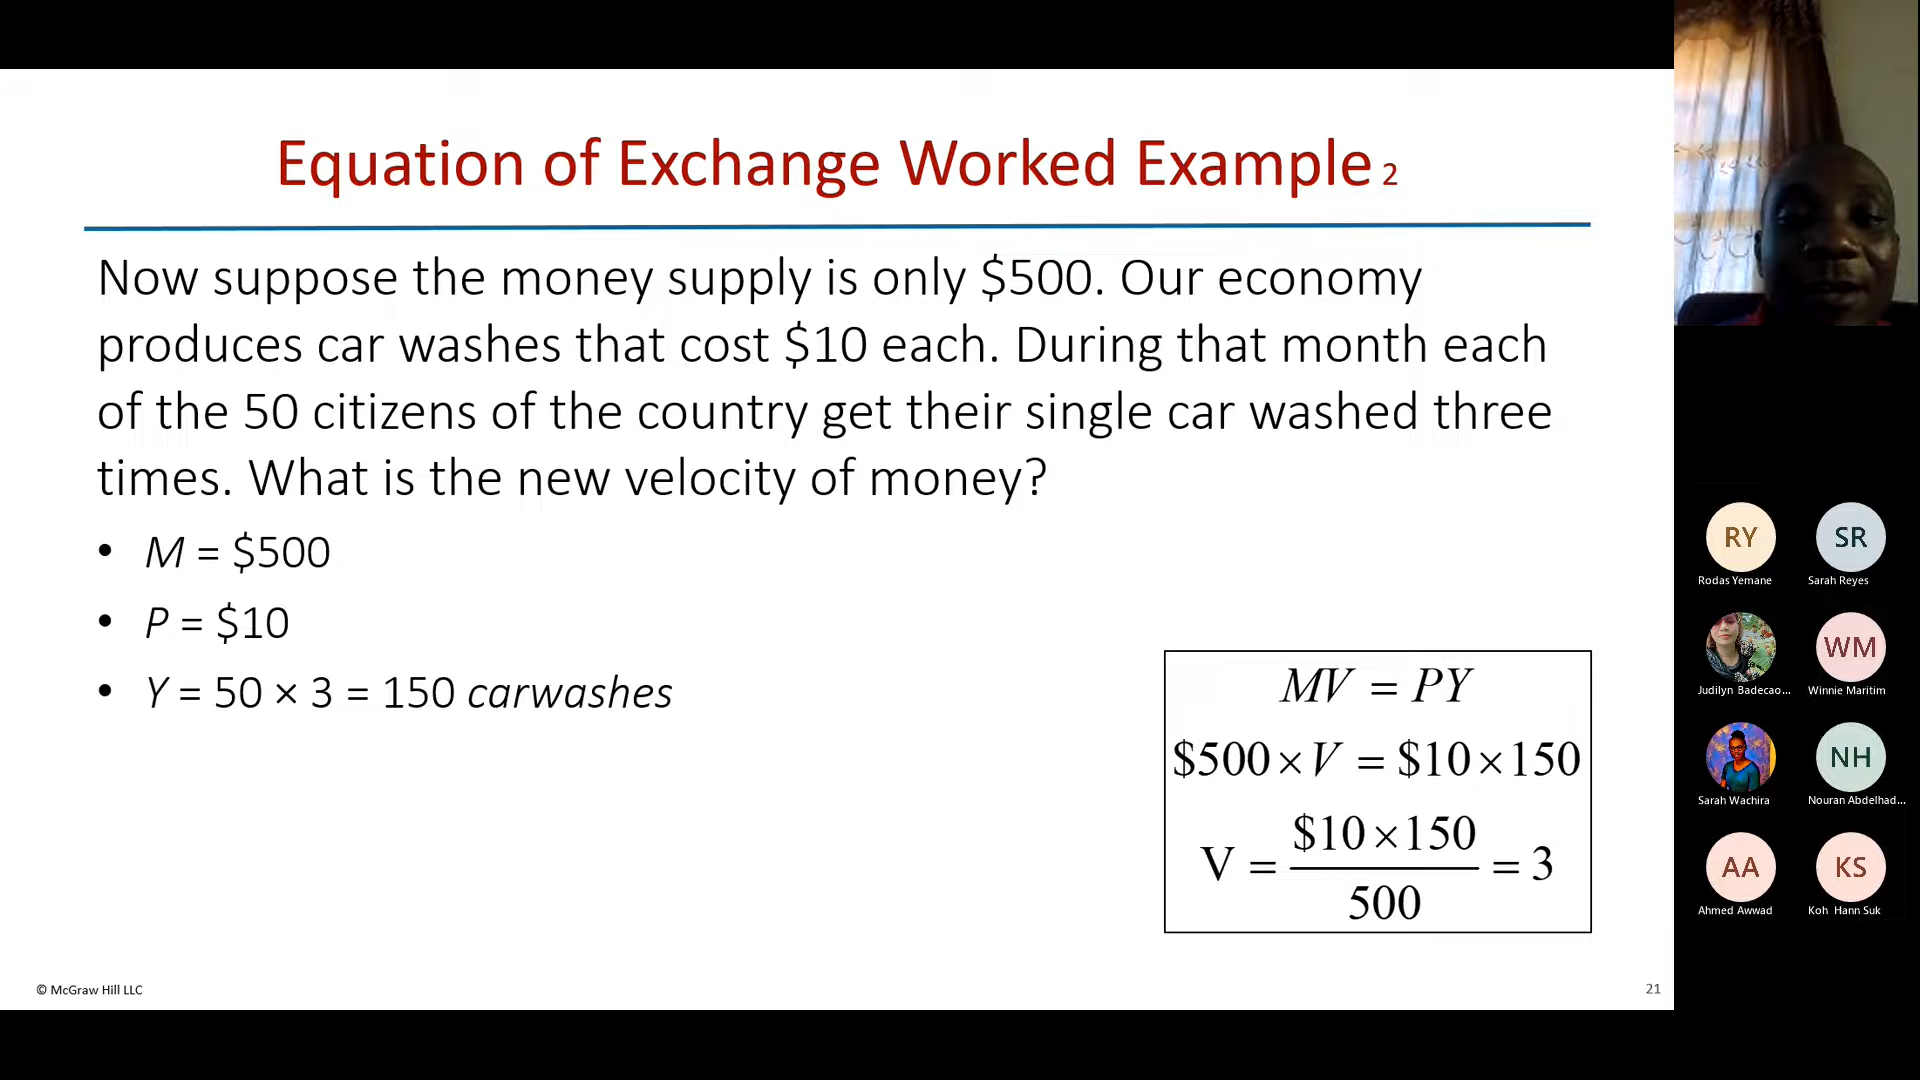 Equation of Exchange Worked Example 2
Now suppose the money supply is only $500. Our economy
produces car washes that cost $10 each. During that month each
of the 50 citizens of the country get their single car washed three
times. What is the new velocity of money?
• M = $500
• P = $10
• Y = 50 × 3 = 150 carwashes
MV = PY
$500 × V = $10 × 150
V = $10 × 150 / 500 = 3
© McGraw Hill LLC
21
RY
Rodas Yemane
SR
Sarah Reyes
Judilyn Badecao...
WM
Winnie Maritim
Sarah Wachira
NH
Nouran Abdelhad...
AA
Ahmed Awwad
KS
Koh Hann Suk